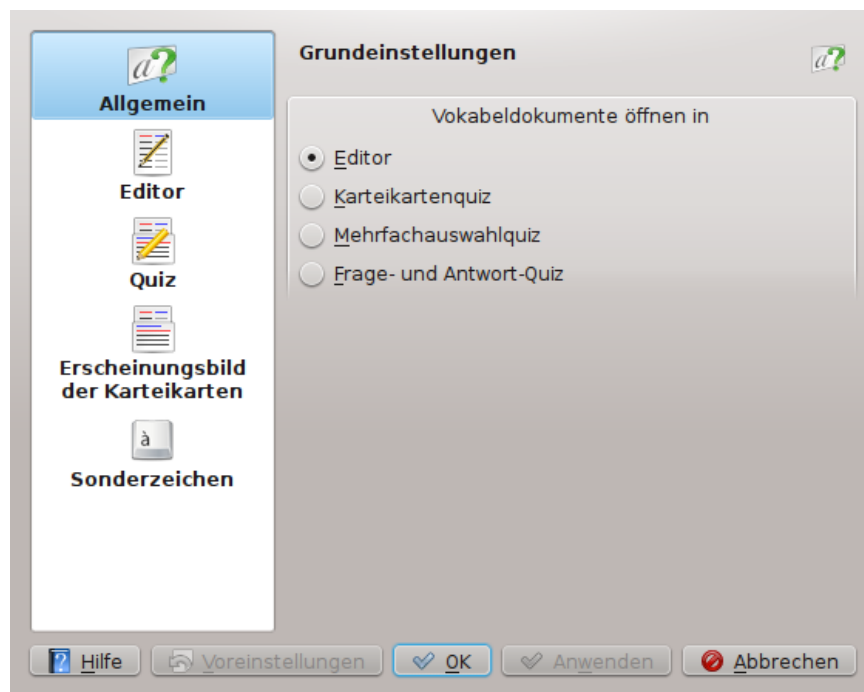 Allgemein
Editor
Quiz
Erscheinungsbild
der Karteikarten
à
Sonderzeichen
Grundeinstellungen
Vokabeldokumente öffnen in
Editor
Karteikartenquiz
Mehrfachauswahlquiz
Frage- und Antwort-Quiz
Hilfe
Voreinstellungen
OK
Anwenden
Abbrechen